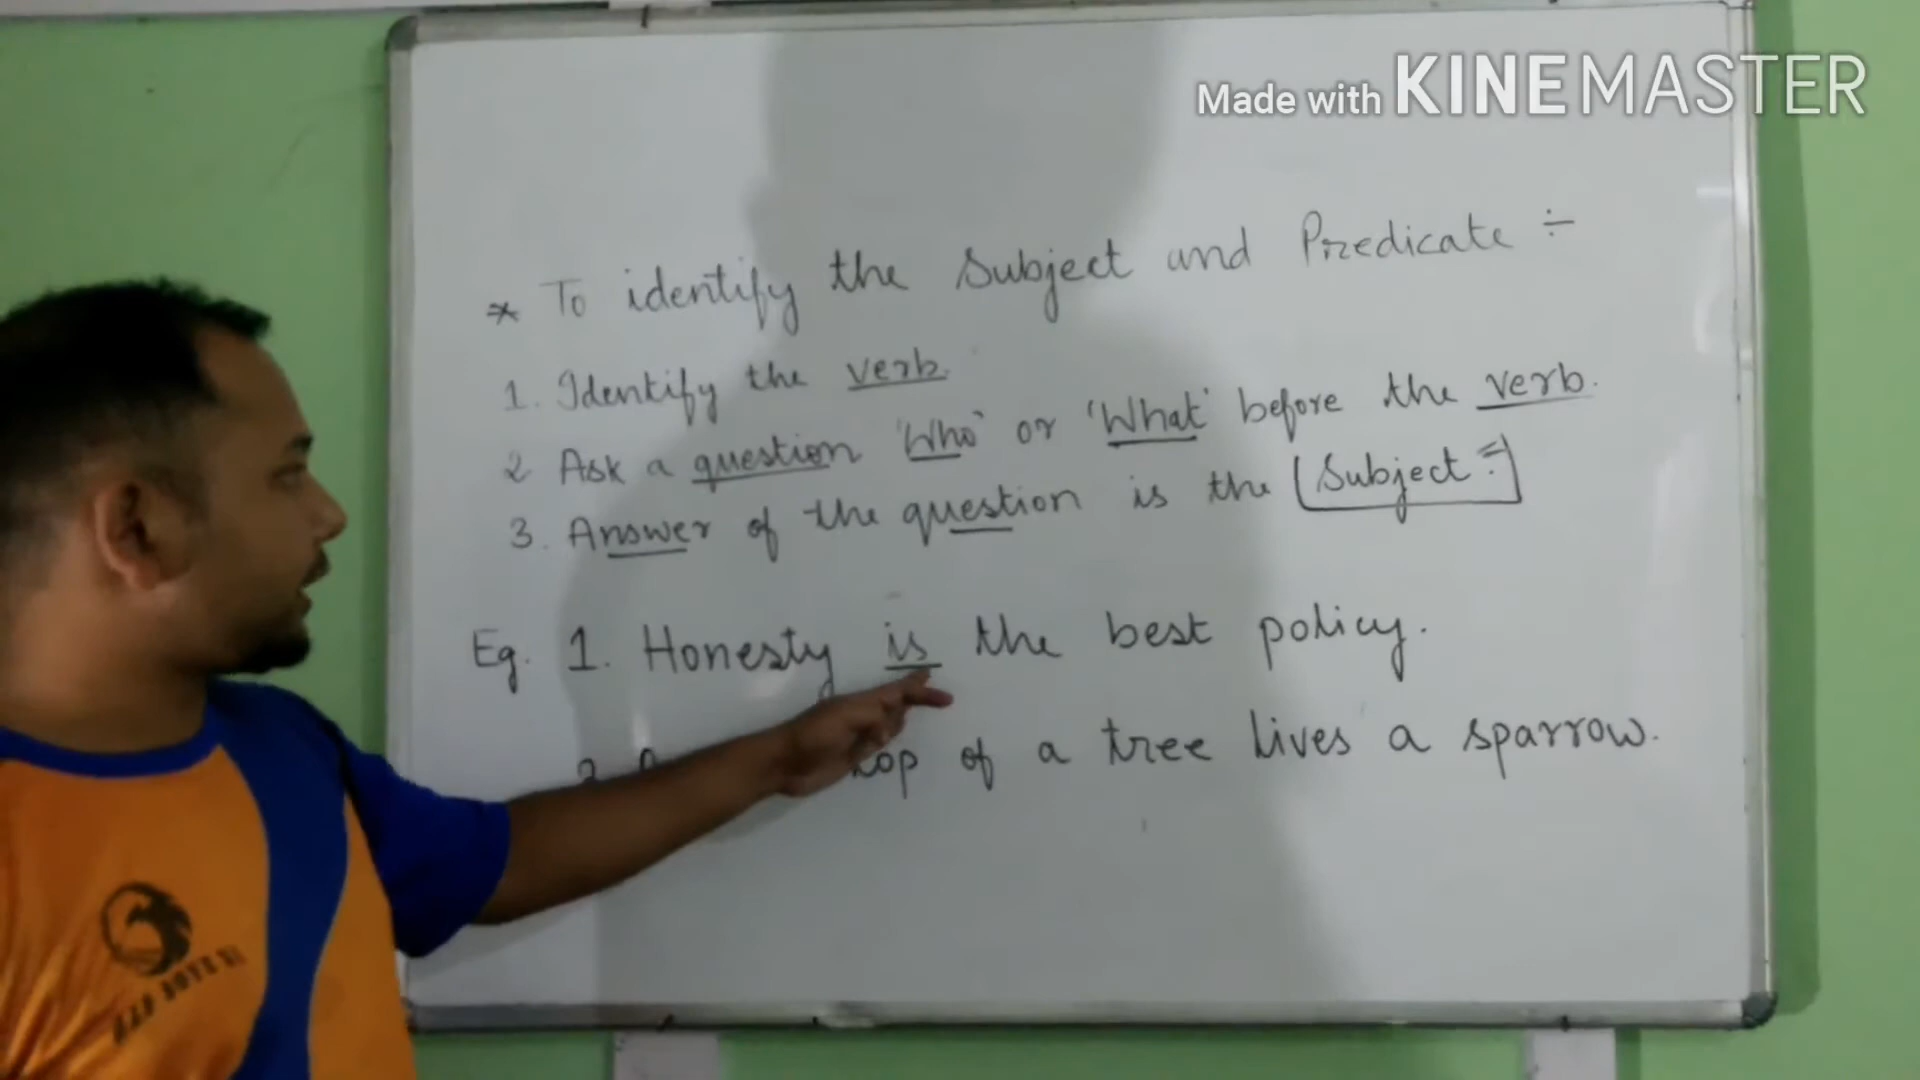 Made with KINEMASTER
* To identify the Subject and Predicate :-
1. Identify the verb.
2 Ask a question 'Who' or 'What' before the verb.
3. Answer of the question is the Subject :-
Eg. 1. Honesty is the best policy.
2 top of a tree lives a sparrow.